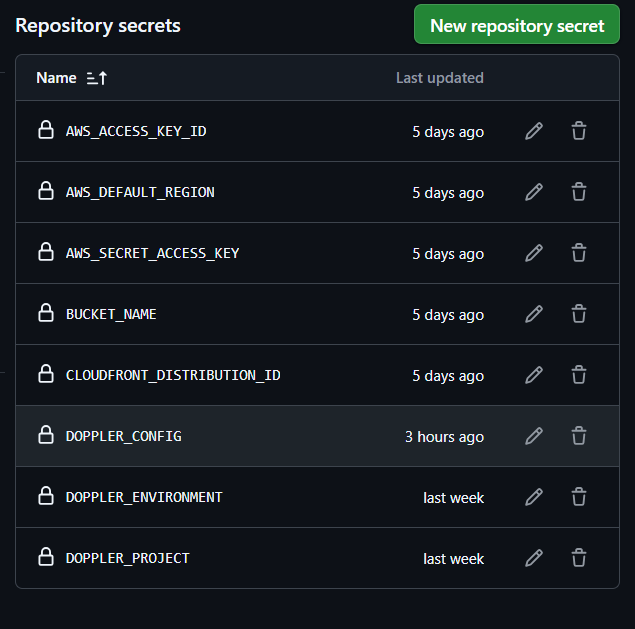 Repository secrets
New repository secret
Name Last updated
AWS_ACCESS_KEY_ID 5 days ago
AWS_DEFAULT_REGION 5 days ago
AWS_SECRET_ACCESS_KEY 5 days ago
BUCKET_NAME 5 days ago
CLOUDFRONT_DISTRIBUTION_ID 5 days ago
DOPPLER_CONFIG 3 hours ago
DOPPLER_ENVIRONMENT last week
DOPPLER_PROJECT last week